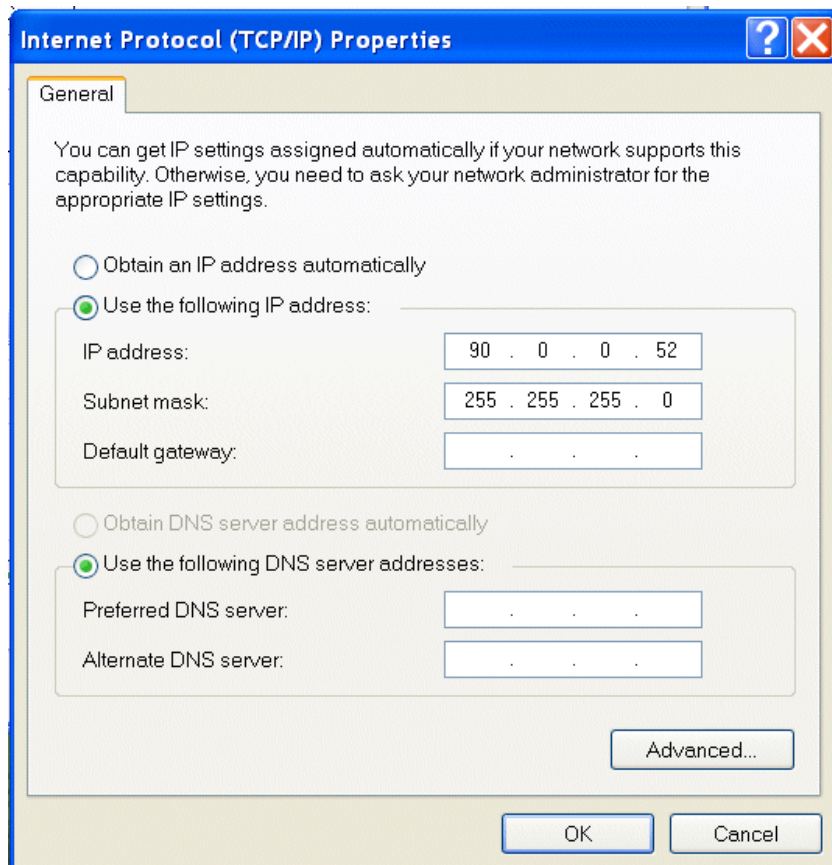 Internet Protocol (TCP/IP) Properties
General
You can get IP settings assigned automatically if your network supports this
capability. Otherwise, you need to ask your network administrator for the
appropriate IP settings.
Obtain an IP address automatically
Use the following IP address:
IP address: 90 . 0 . 0 . 52
Subnet mask: 255 . 255 . 255 . 0
Default gateway: . . .
Obtain DNS server address automatically
Use the following DNS server addresses:
Preferred DNS server: . . .
Alternate DNS server: . . .
Advanced...
OK Cancel